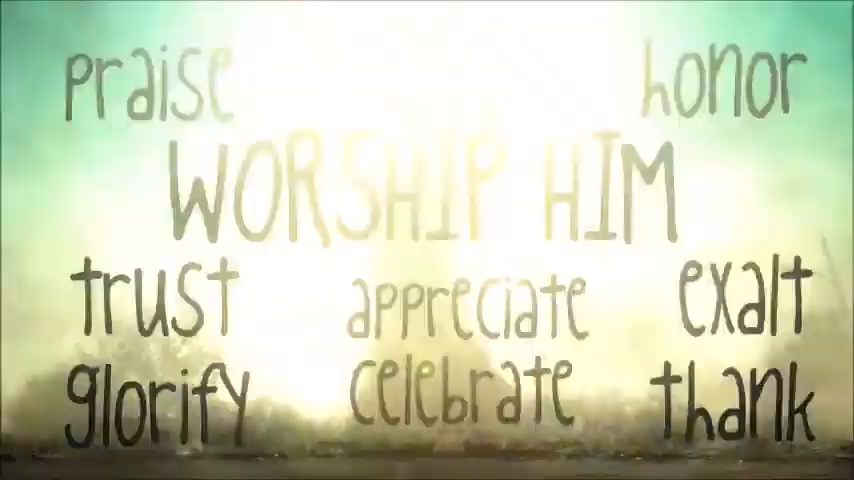 praise honor
WORSHIP HIM
trust appreciate exalt
glorify celebrate thank